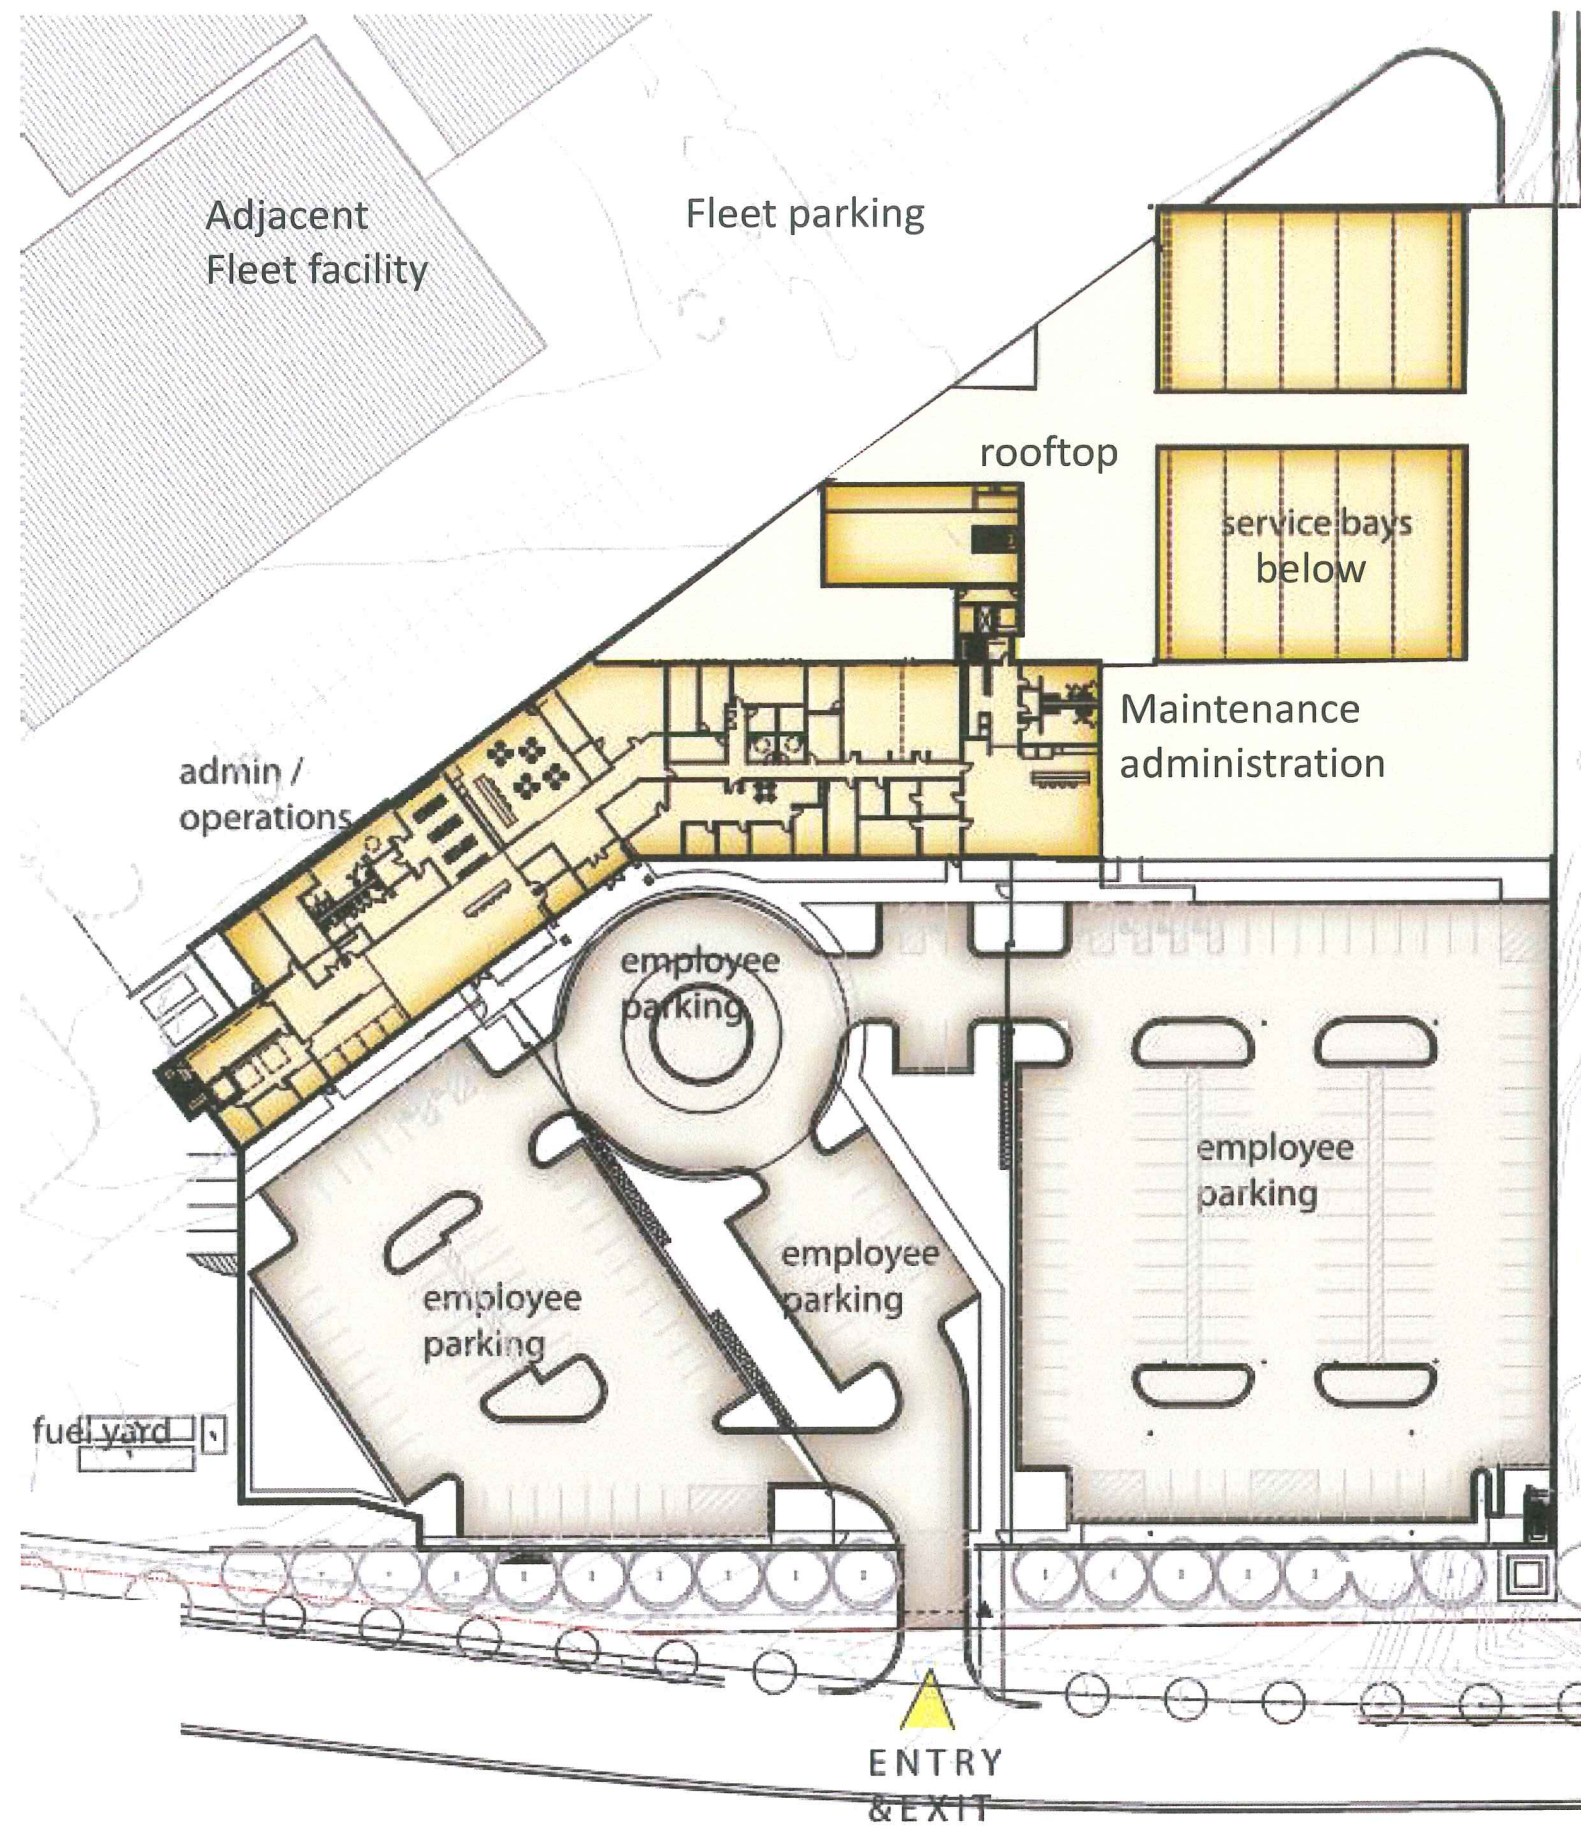 Adjacent
Fleet facility
Fleet parking
rooftop
service bays
below
Maintenance
administration
admin /
operations
employee
parking
employee
parking
employee
parking
employee
parking
fuel yard
ENTRY
&EXIT